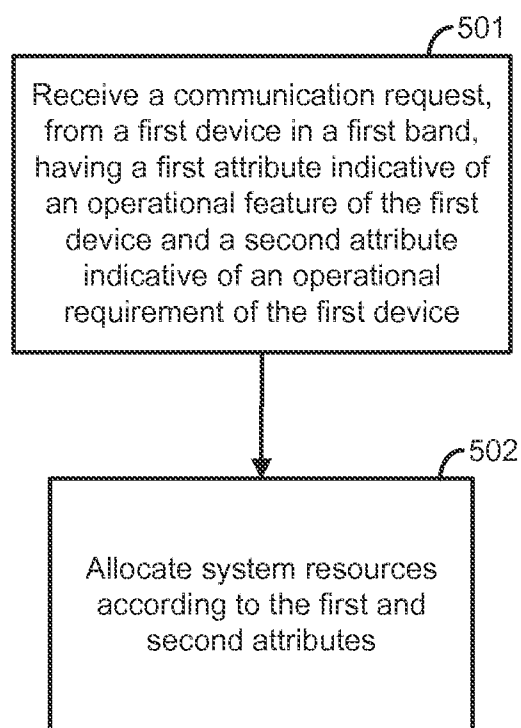 501
Receive a communication request,
from a first device in a first band,
having a first attribute indicative of
an operational feature of the first
device and a second attribute
indicative of an operational
requirement of the first device
502
Allocate system resources
according to the first and
second attributes